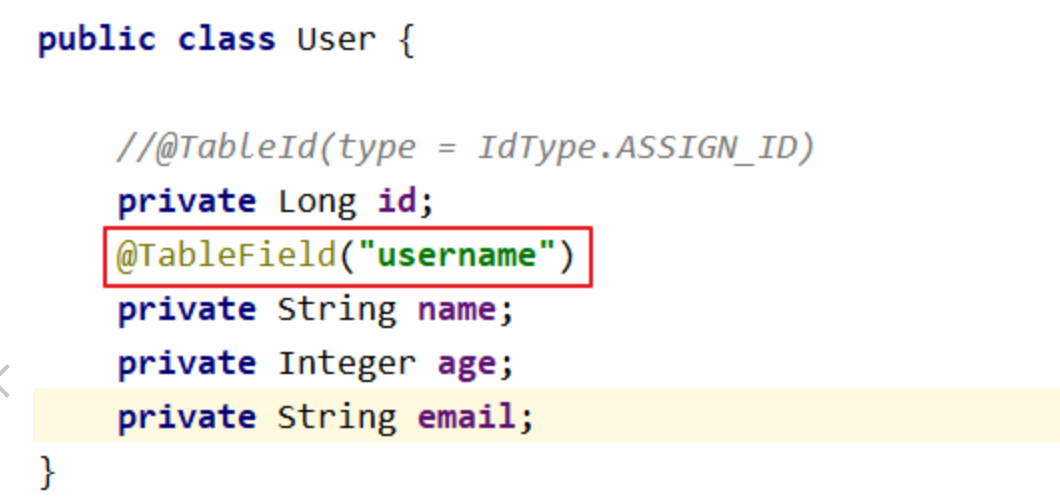 public class User {
//@TableId(type = IdType.ASSIGN_ID)
private Long id;
@TableField("username")
private String name;
private Integer age;
private String email;
}